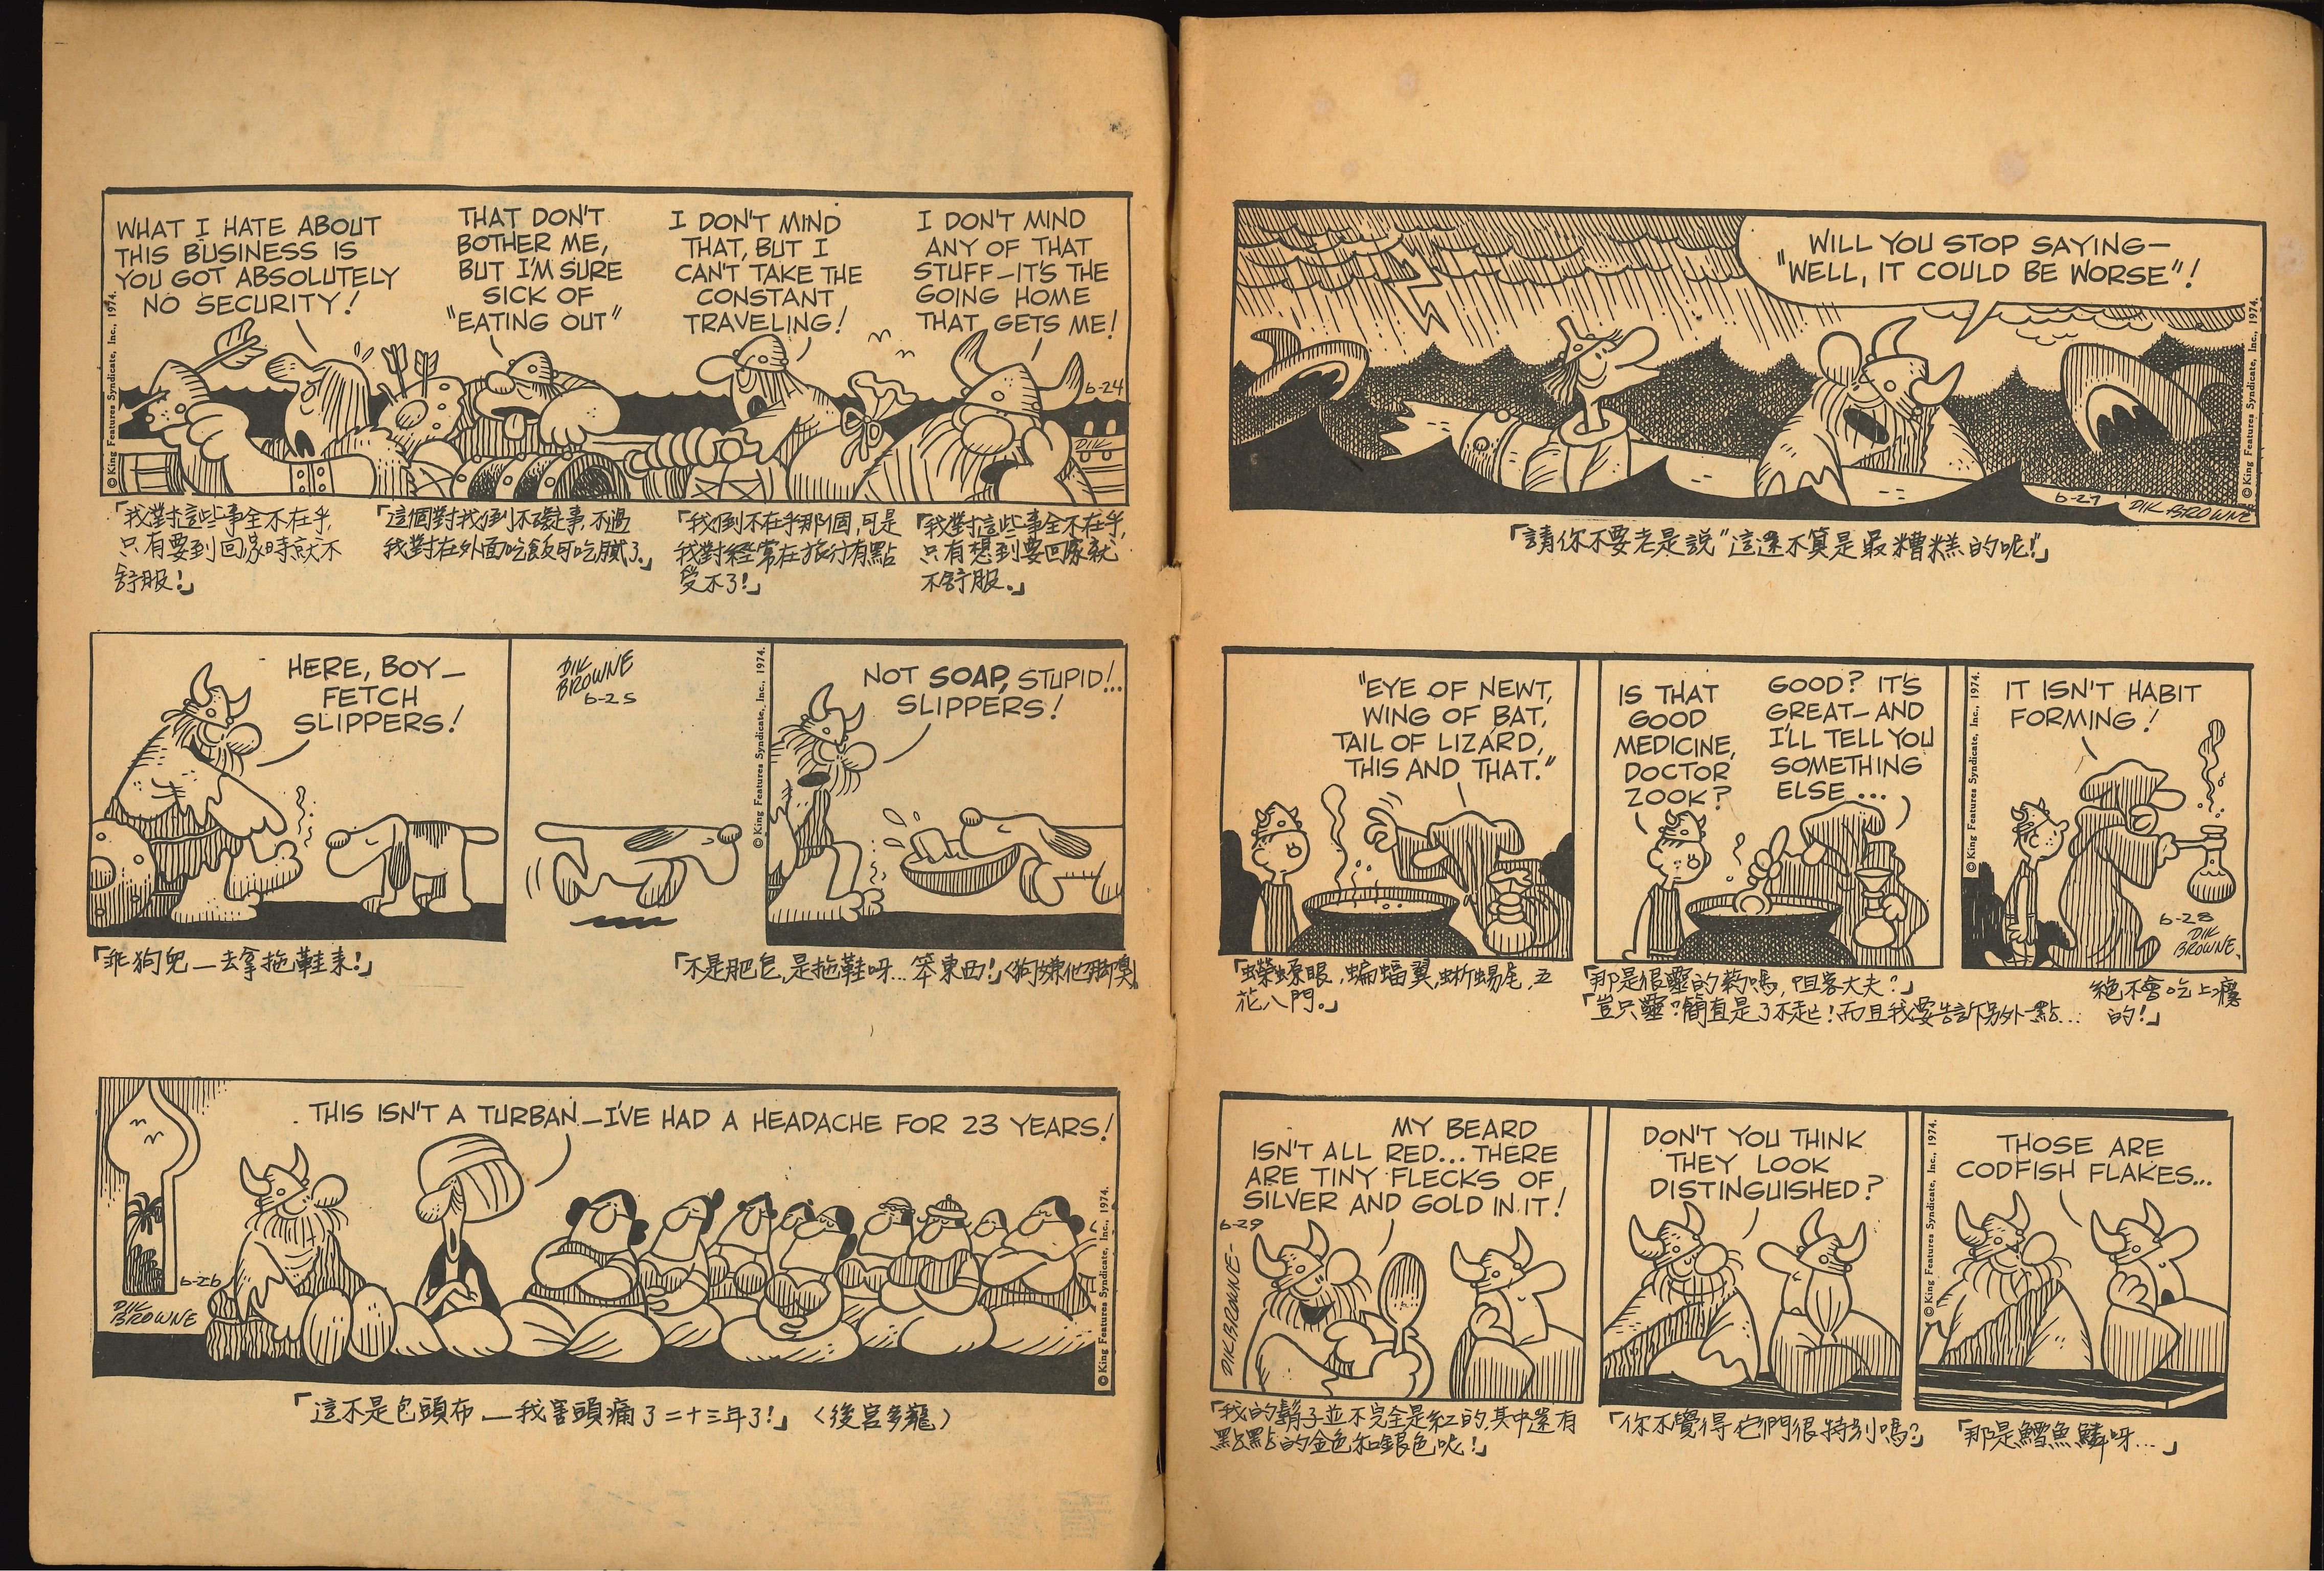 WHAT I HATE ABOUT
THIS BUSINESS IS
YOU GOT ABSOLUTELY
NO SECURITY!
THAT DON'T
BOTHER ME,
BUT I'M SURE
SICK OF
"EATING OUT"
I DON'T MIND
THAT, BUT I
CAN'T TAKE THE
CONSTANT
TRAVELING!
I DON'T MIND
ANY OF THAT
STUFF—IT'S THE
GOING HOME
THAT GETS ME!
© King Features Syndicate, Inc., 1974.
6-24
DIK
「我對這些事全不在乎,
只有要到回家時就不
舒服!」
「這個對我倒不礙事,不過
我對在外面吃飯可吃膩了。」
「我倒不在乎那個,可是
我對經常在旅行有點
受不了!」
「我對這些事全不在乎,
只有想到要回家就
不舒服。」
HERE, BOY—
FETCH
SLIPPERS!
DIK
BROWNE
6-25
© King Features Syndicate, Inc., 1974.
NOT SOAP, STUPID!...
SLIPPERS!
「乖狗兒—去拿拖鞋來!」
「不是肥皂,是拖鞋呀...笨東西!」〈狗嫌他脚臭〉
THIS ISN'T A TURBAN—I'VE HAD A HEADACHE FOR 23 YEARS!
6-26
DIK
BROWNE
© King Features Syndicate, Inc., 1974.
「這不是包頭布—我害頭痛了二十三年了!」〈後宮多寵〉
WILL YOU STOP SAYING—
"WELL, IT COULD BE WORSE"!
© King Features Syndicate, Inc., 1974.
6-27
DIK BROWNE
「請你不要老是說"這還不算是最糟糕的呢!"」
"EYE OF NEWT,
WING OF BAT,
TAIL OF LIZARD,
THIS AND THAT."
IS THAT
GOOD
MEDICINE,
DOCTOR
ZOOK?
GOOD? IT'S
GREAT—AND
I'LL TELL YOU
SOMETHING
ELSE...
© King Features Syndicate, Inc., 1974.
IT ISN'T HABIT
FORMING!
6-28
DIK
BROWNE.
「蠑螈眼,蝙蝠翼,蜥蜴尾,五
花八門。」
「那是很靈的藥嗎,咀客大夫?」
「豈只靈?簡直是了不起!而且我要告訴另外一點...
絕不會吃上癮
的!」
MY BEARD
ISN'T ALL RED...THERE
ARE TINY FLECKS OF
SILVER AND GOLD IN IT!
6-29
DIK BROWNE-
DON'T YOU THINK
THEY LOOK
DISTINGUISHED?
© King Features Syndicate, Inc., 1974.
THOSE ARE
CODFISH FLAKES...
「我的鬍子並不完全是紅的,其中還有
點點的金色和銀色呢!」
「你不覺得它們很特別嗎?」
「那是鱈魚鱗呀...」